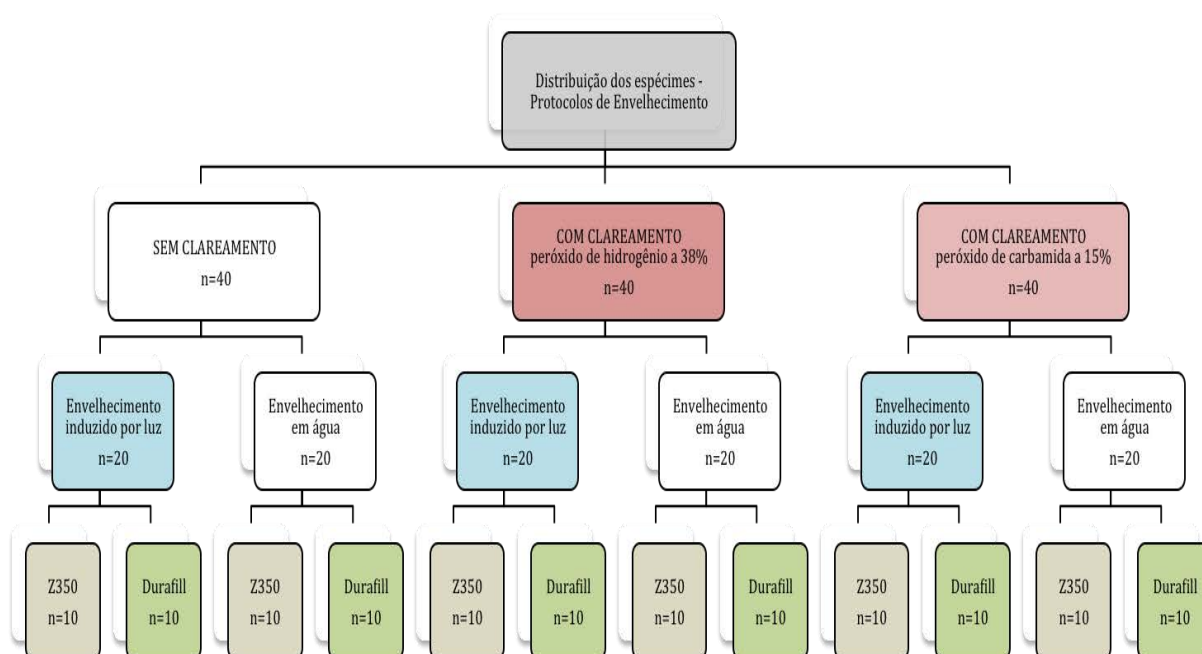 Distribuição dos espécimes -
Protocolos de Envelhecimento
SEM CLAREAMENTO
n=40
COM CLAREAMENTO
peróxido de hidrogênio a 38%
n=40
COM CLAREAMENTO
peróxido de carbamida a 15%
n=40
Envelhecimento
induzido por luz
n=20
Envelhecimento
em água
n=20
Envelhecimento
induzido por luz
n=20
Envelhecimento
em água
n=20
Envelhecimento
induzido por luz
n=20
Envelhecimento
em água
n=20
Z350
n=10
Durafill
n=10
Z350
n=10
Durafill
n=10
Z350
n=10
Durafill
n=10
Z350
n=10
Durafill
n=10
Z350
n=10
Durafill
n=10
Z350
n=10
Durafill
n=10